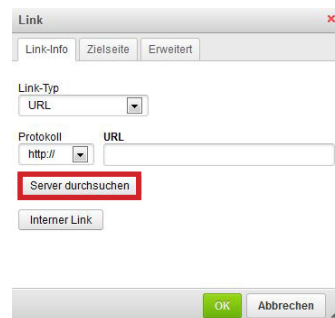 Link
Link-Info Zielseite Erweitert
Link-Typ
URL
Protokoll URL
http://
Server durchsuchen
Interner Link
OK Abbrechen